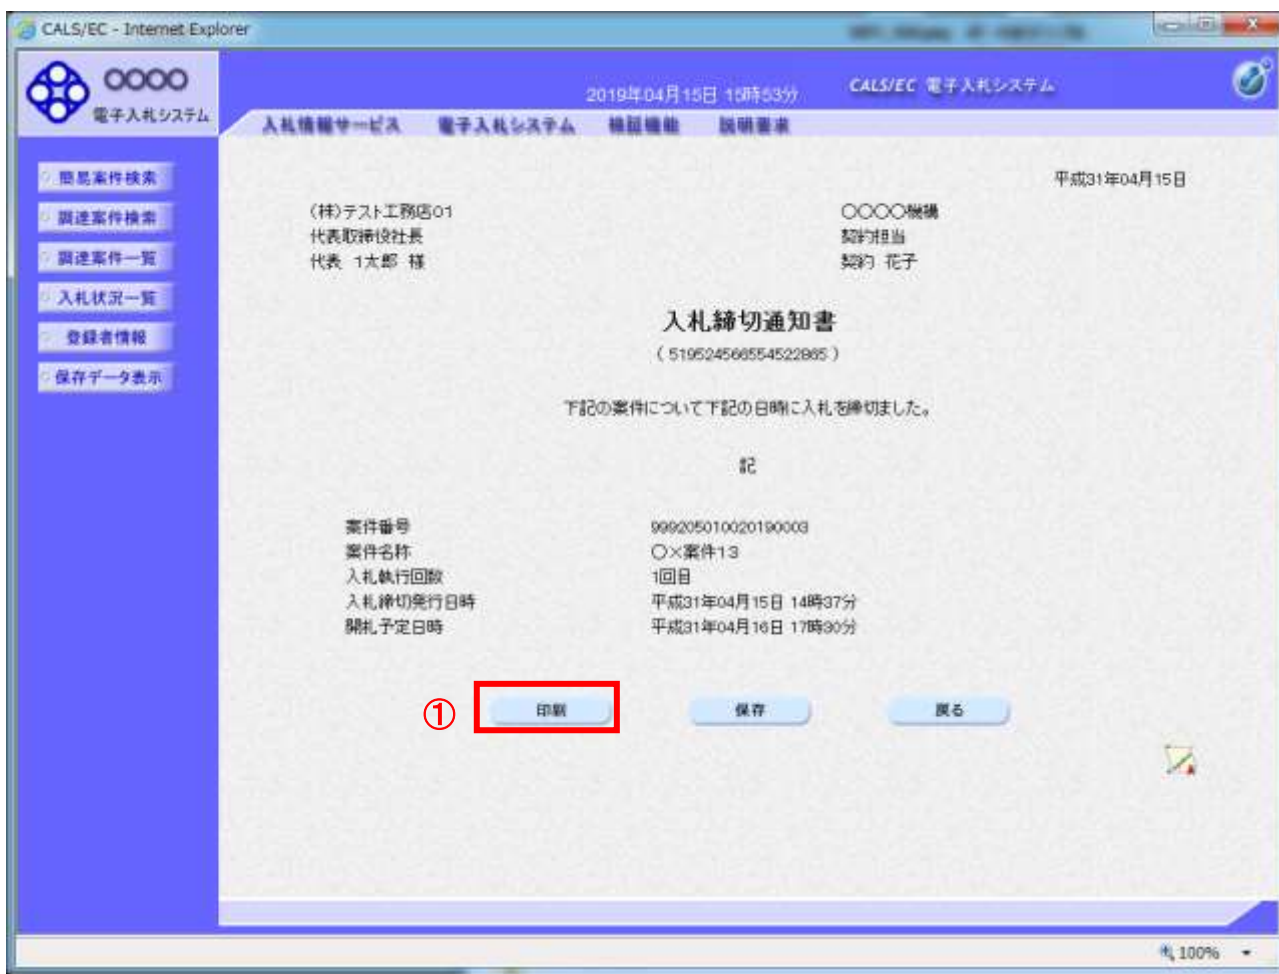 CALS/EC - Internet Explorer
○○○○
電子入札システム
2019年04月15日 15時53分
CALS/EC 電子入札システム
入札情報サービス 電子入札システム 検証機能 説明要求
簡易案件検索
調達案件検索
調達案件一覧
入札状況一覧
登録者情報
保存データ表示
平成31年04月15日
(株)テスト工務店01
代表取締役社長
代表 1太郎 様
○○○○機構
契約担当
契約 花子
入札締切通知書
( 519524566554522865 )
下記の案件について下記の日時に入札を締切ました。
記
案件番号 999205010020190003
案件名称 ○×案件13
入札執行回数 1回目
入札締切発行日時 平成31年04月15日 14時37分
開札予定日時 平成31年04月16日 17時30分
① 印刷 保存 戻る
100%